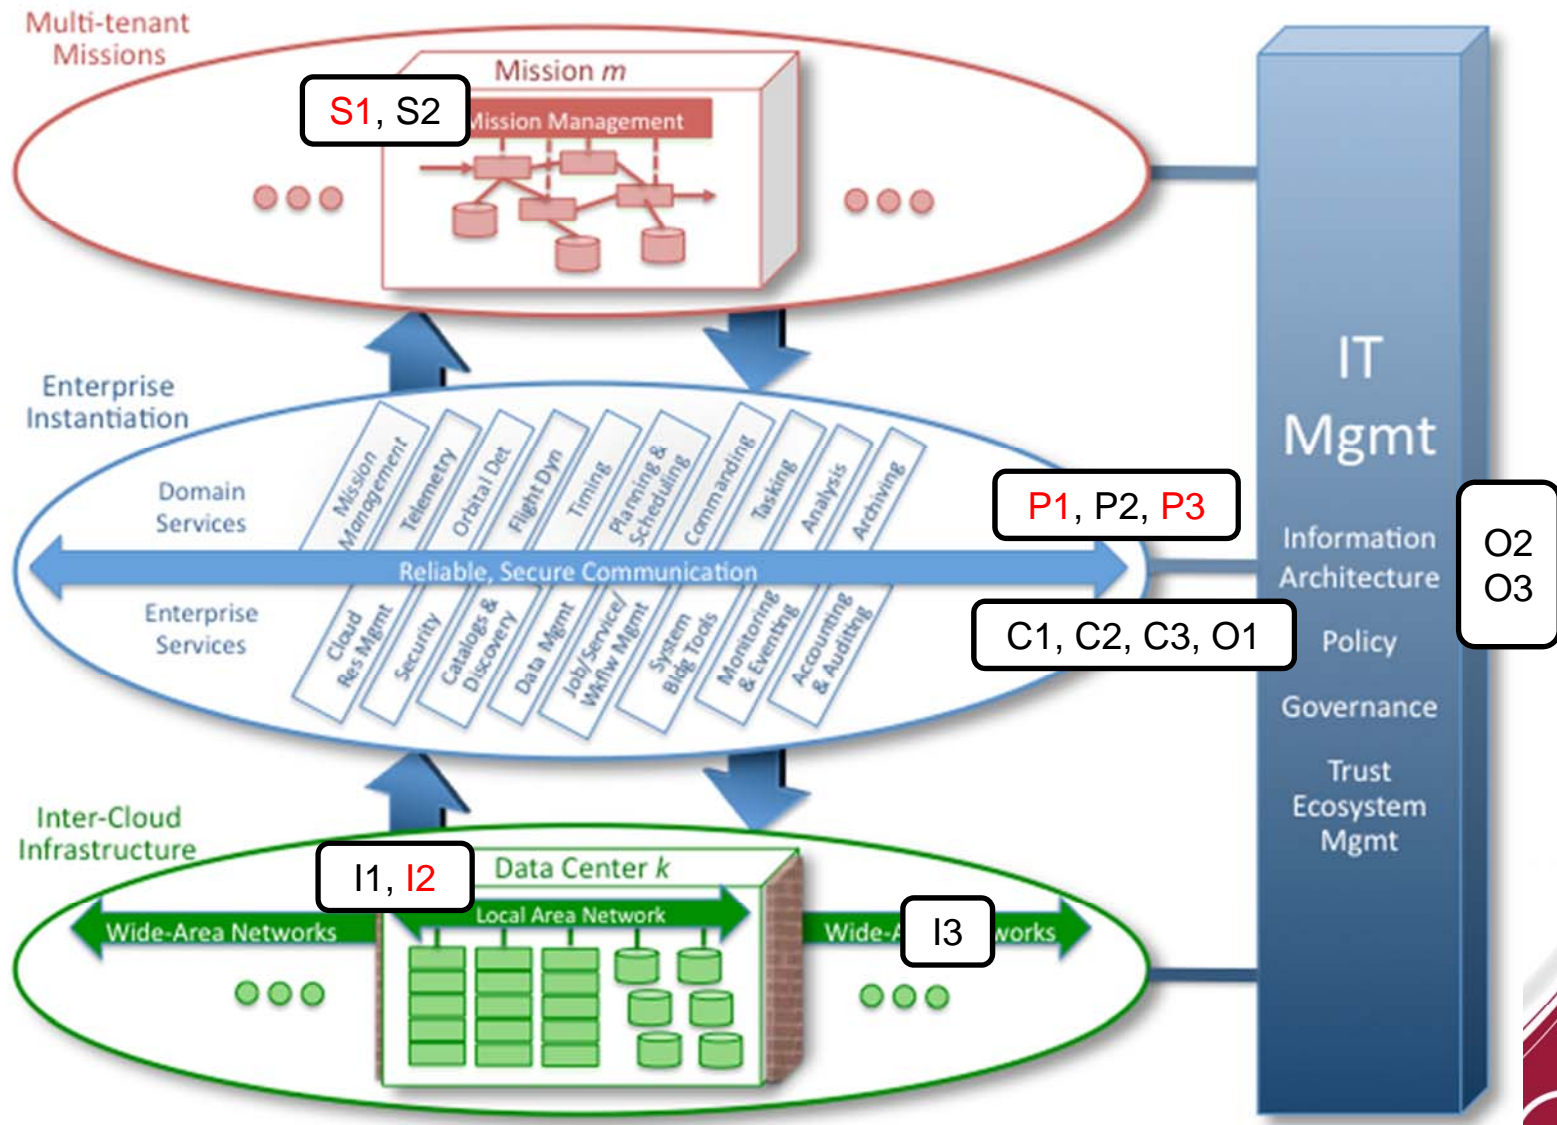 Multi-tenant
Missions
Mission m
S1, S2
Mission Management
Enterprise
Instantiation
Domain
Services
Mission
Management
Telemetry
Orbital Det
Flight Dyn
Timing
Planning &
Scheduling
Commanding
Tasking
Analysis
Archiving
P1, P2, P3
Reliable, Secure Communication
Enterprise
Services
Cloud
Res Mgmt
Security
Catalogs &
Discovery
Data Mgmt
Job/Service/
Wkflw Mgmt
System
Bldg Tools
Monitoring
& Eventing
Accounting
& Auditing
C1, C2, C3, O1
Inter-Cloud
Infrastructure
I1, I2
Data Center k
Local Area Network
Wide-Area Networks
Wide-A
I3
works
IT
Mgmt
Information
Architecture
Policy
Governance
Trust
Ecosystem
Mgmt
O2
O3